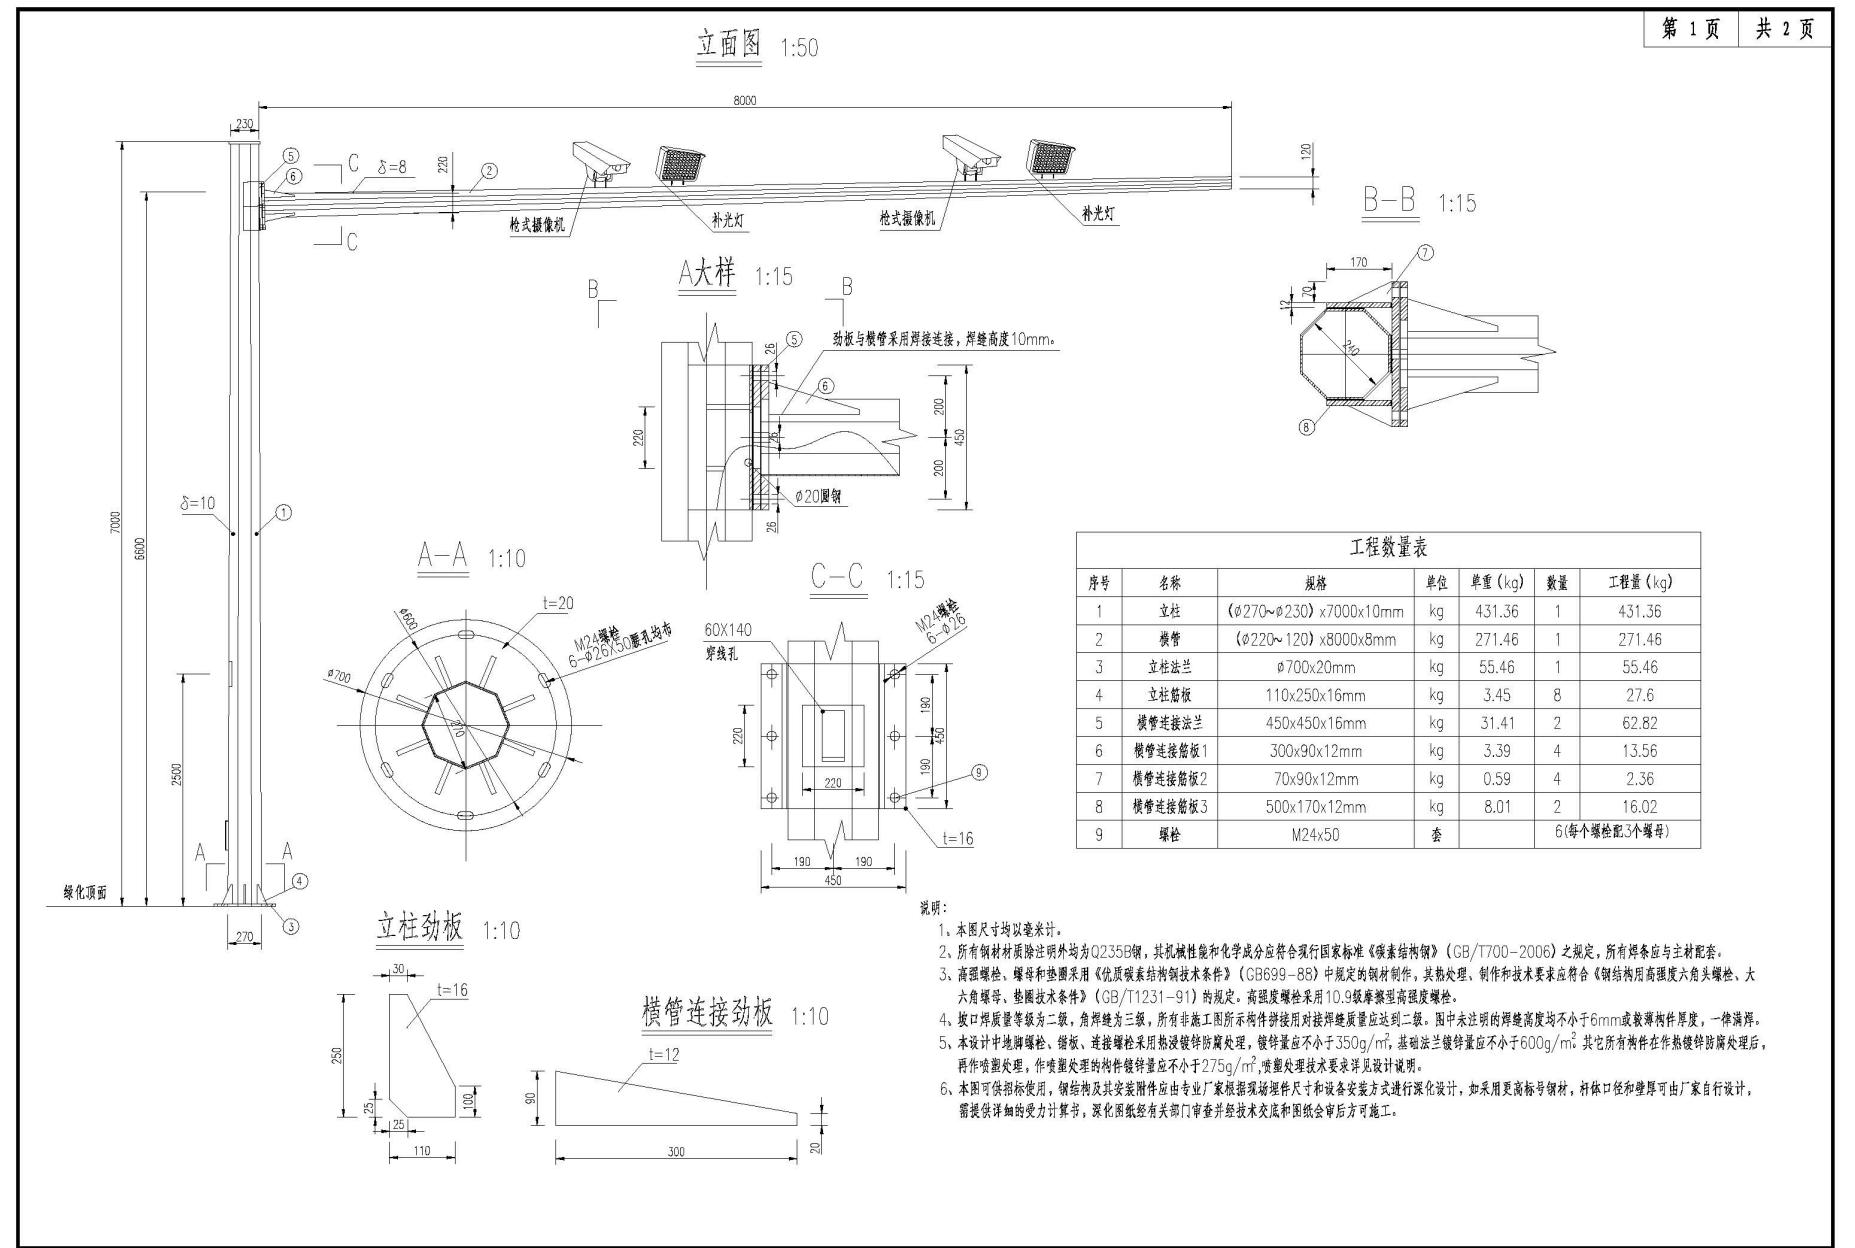 第 1 页 共 2 页
立面图 1:50
8000
230
⑤
⑥
C
δ=8
220
②
120
C
枪式摄像机
补光灯
枪式摄像机
补光灯
7000
6600
δ=10
①
2500
A A
④
绿化顶面
③
270
A大样 1:15
B B
劲板与横管采用焊接连接，焊缝高度10mm。
⑤
26
⑥
220
26
200
450
200
ø20圆钢
26
B-B 1:15
170
⑦
70
12
240
⑧
A-A 1:10
ø600
t=20
M24螺栓
6-ø26X50腰孔均布
ø700
270
C-C 1:15
60X140
穿线孔
M24螺栓
6-ø26
220
190
450
190
220
⑨
t=16
190 190
450
工程数量表
序号 名称 规格 单位 单重(kg) 数量 工程量(kg)
1 立柱 (ø270~ø230) x7000x10mm kg 431.36 1 431.36
2 横管 (ø220~120) x8000x8mm kg 271.46 1 271.46
3 立柱法兰 ø700x20mm kg 55.46 1 55.46
4 立柱筋板 110x250x16mm kg 3.45 8 27.6
5 横管连接法兰 450x450x16mm kg 31.41 2 62.82
6 横管连接筋板1 300x90x12mm kg 3.39 4 13.56
7 横管连接筋板2 70x90x12mm kg 0.59 4 2.36
8 横管连接筋板3 500x170x12mm kg 8.01 2 16.02
9 螺栓 M24x50 套 6(每个螺栓配3个螺母)
立柱劲板 1:10
30
t=16
250
25
25
100
110
横管连接劲板 1:10
t=12
90
20
300
说明：
1、本图尺寸均以毫米计。
2、所有钢材材质除注明外均为Q235B钢，其机械性能和化学成分应符合现行国家标准《碳素结构钢》（GB/T700-2006）之规定，所有焊条应与主材配套。
3、高强螺栓、螺母和垫圈采用《优质碳素结构钢技术条件》（GB699-88）中规定的钢材制作，其热处理、制作和技术要求应符合《钢结构用高强度六角头螺栓、大
六角螺母、垫圈技术条件》（GB/T1231-91）的规定。高强度螺栓采用10.9级摩擦型高强度螺栓。
4、坡口焊质量等级为二级，角焊缝为三级，所有非施工图所示构件拼接用对接焊缝质量应达到二级。图中未注明的焊缝高度均不小于6mm或较薄构件厚度，一律满焊。
5、本设计中地脚螺栓、锚板、连接螺栓采用热浸镀锌防腐处理，镀锌量应不小于350g/m²，基础法兰镀锌量应不小于600g/m²。其它所有构件在作热镀锌防腐处理后，
再作喷塑处理，作喷塑处理的构件镀锌量应不小于275g/m²,喷塑处理技术要求详见设计说明。
6、本图可供招标使用，钢结构及其安装附件应由专业厂家根据现场埋件尺寸和设备安装方式进行深化设计，如采用更高标号钢材，杆体口径和壁厚可由厂家自行设计，
需提供详细的受力计算书，深化图纸经有关部门审查并经技术交底和图纸会审后方可施工。